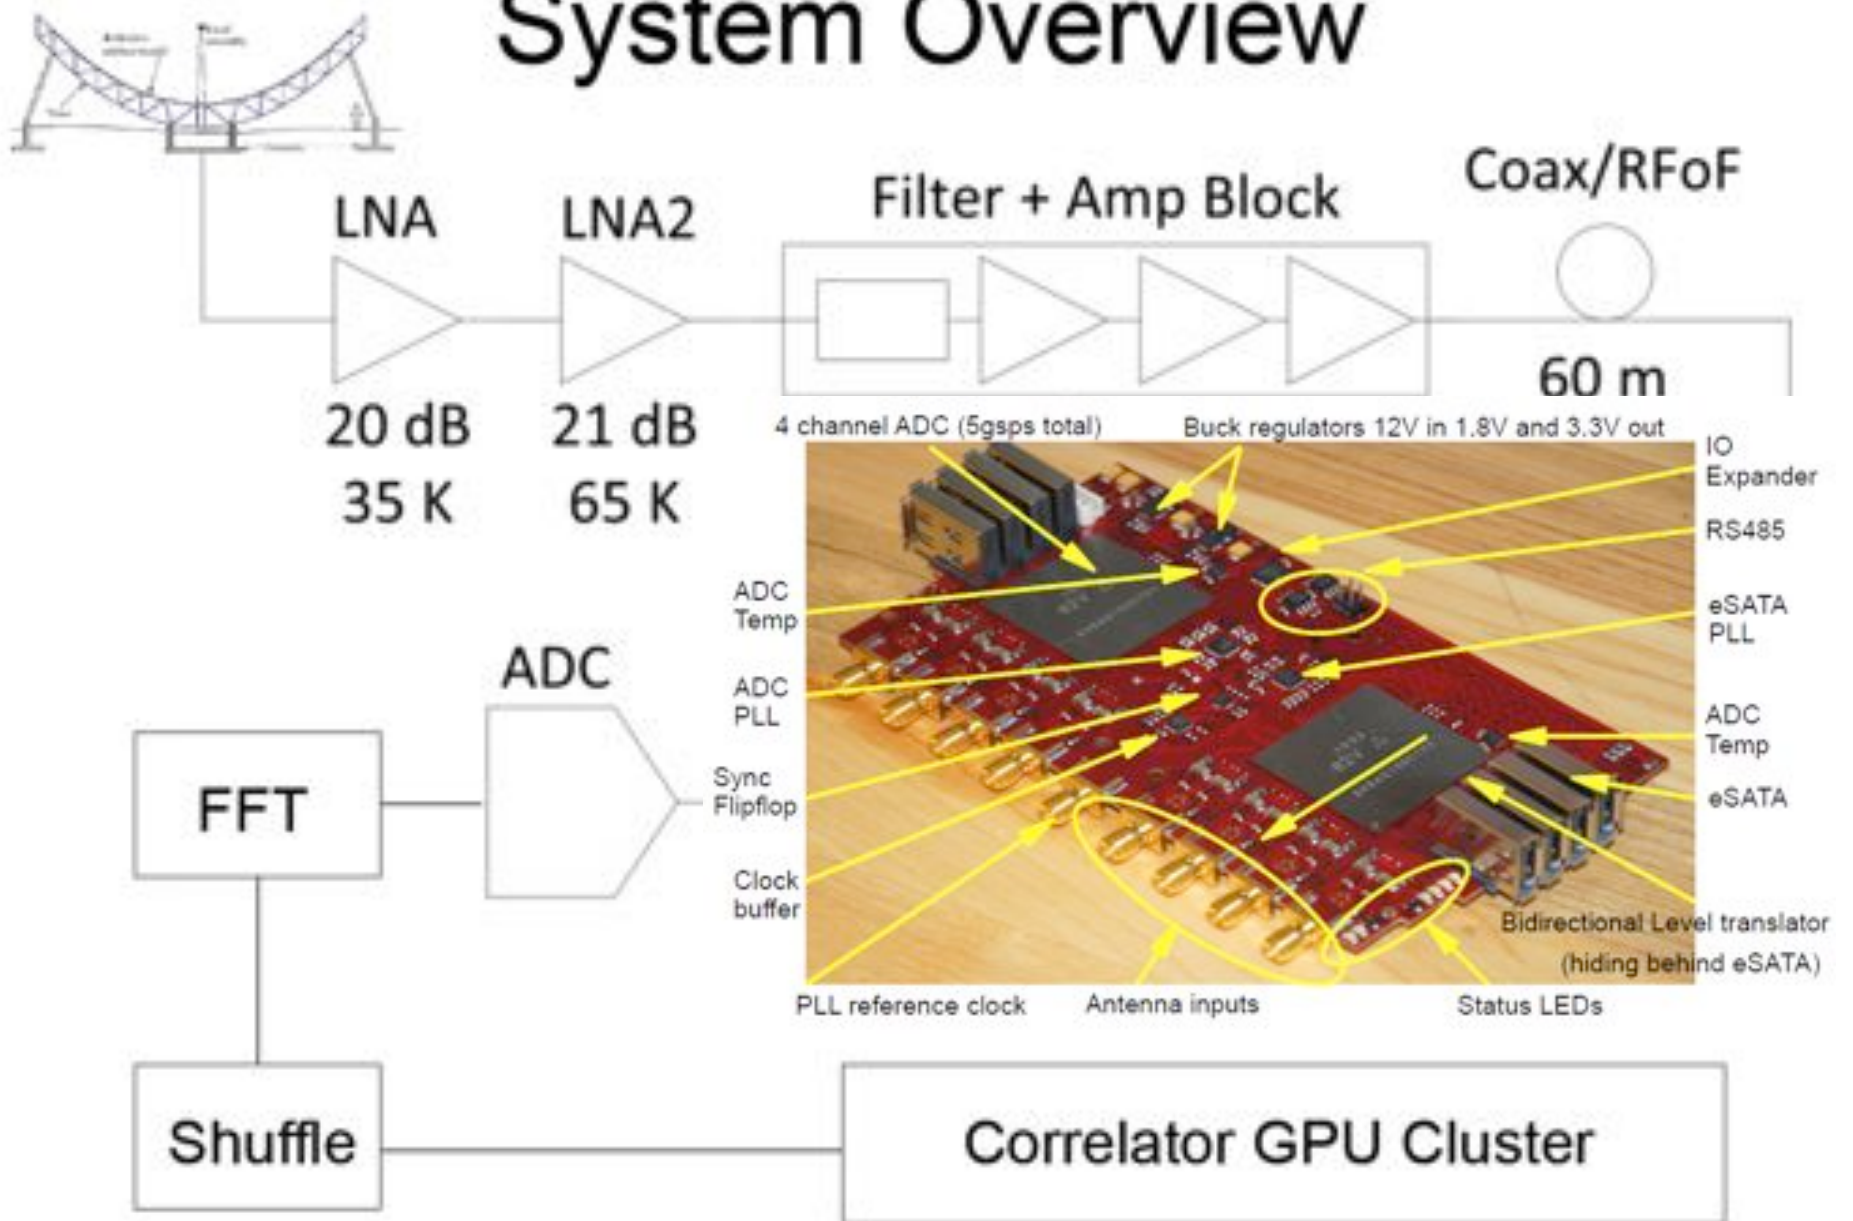 System Overview
LNA
LNA2
Filter + Amp Block
Coax/RFoF
20 dB
35 K
21 dB
65 K
60 m
4 channel ADC (5gsps total)
Buck regulators 12V in 1.8V and 3.3V out
IO
Expander
RS485
eSATA
PLL
ADC
Temp
eSATA
Bidirectional Level translator
(hiding behind eSATA)
ADC
Temp
ADC
PLL
Sync
Flipflop
Clock
buffer
PLL reference clock
Antenna inputs
Status LEDs
ADC
FFT
Shuffle
Correlator GPU Cluster